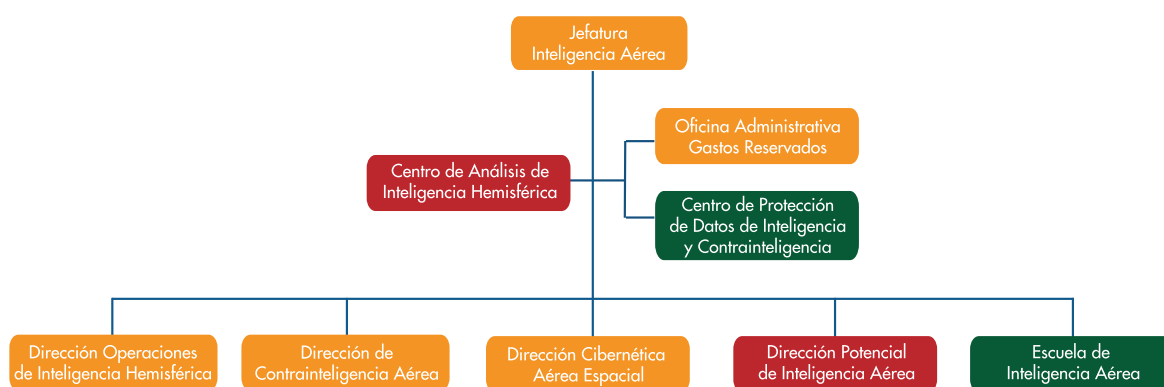 Jefatura
Inteligencia Aérea
Oficina Administrativa
Gastos Reservados
Centro de Análisis de
Inteligencia Hemisférica
Centro de Protección
de Datos de Inteligencia
y Contrainteligencia
Dirección Operaciones
de Inteligencia Hemisférica
Dirección de
Contrainteligencia Aérea
Dirección Cibernética
Aérea Espacial
Dirección Potencial
de Inteligencia Aérea
Escuela de
Inteligencia Aérea